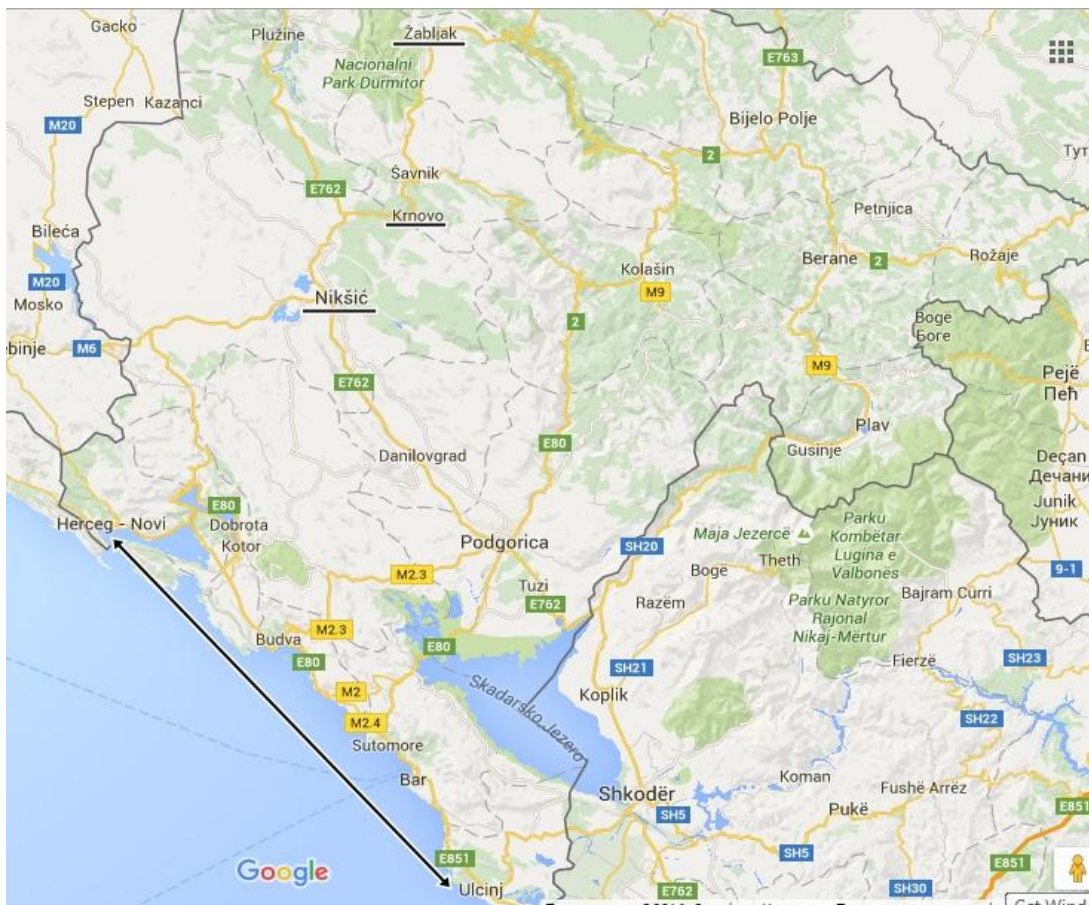 Gacko
Plužine
Žabljak
E763
Nacionalni
Park Durmitor
Stepen
Kazanci
M20
Bijelo Polje
2
Тут
Šavnik
E762
Krnovo
Petnjica
Bileća
Berane
2
Rožaje
M20
Kolašin
M9
Mosko
Nikšić
2
Bogë
Боге
ebinje
M6
E762
M9
Pejë
Пећ
Plav
E80
Gusinje
Danilovgrad
Deçan
Дечани
Junik
Јуник
E80
Herceg - Novi
Dobrota
Kotor
Podgorica
SH20
Maja Jezercë
Parku
Kombëtar
Lugina e
Valbonës
Theth
Bogë
9-1
M2.3
Tuzi
E762
Razëm
Parku Natyror
Rajonal
Nikaj-Mërtur
Bajram Curri
Budva
M2.3
E80
E80
SH21
Fierzë
SH23
M2
Koplik
Skadarsko Jezero
SH22
M2.4
Sutomore
Bar
Koman
Shkodër
Fushë Arrëz
Pukë
E851
SH5
E851
SH5
E851
Google
Ulcinj
E762
SH30